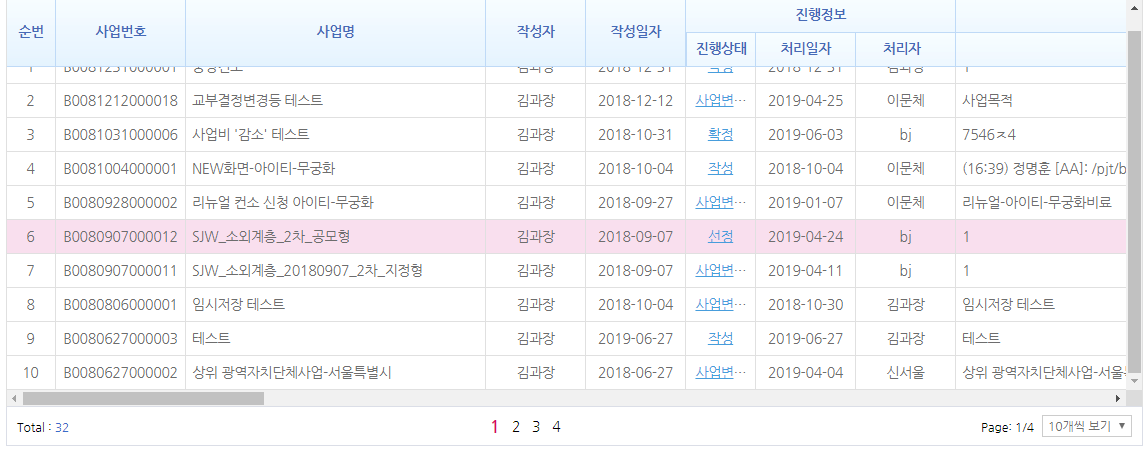 진행정보
순번 사업번호 사업명 작성자 작성일자
진행상태 처리일자 처리자
1 B0081231000001 김과장 2018-12-31 작성 2018-12-31 김과장 1
2 B0081212000018 교부결정변경등 테스트 김과장 2018-12-12 사업변… 2019-04-25 이문체 사업목적
3 B0081031000006 사업비 '감소' 테스트 김과장 2018-10-31 확정 2019-06-03 bj 7546ㅈ4
4 B0081004000001 NEW화면-아이티-무궁화 김과장 2018-10-04 작성 2018-10-04 이문체 (16:39) 정명훈 [AA]: /pjt/b
5 B0080928000002 리뉴얼 컨소 신청 아이티-무궁화 김과장 2018-09-27 사업변… 2019-01-07 이문체 리뉴얼-아이티-무궁화비료
6 B0080907000012 SJW_소외계층_2차_공모형 김과장 2018-09-07 선정 2019-04-24 bj 1
7 B0080907000011 SJW_소외계층_20180907_2차_지정형 김과장 2018-09-07 사업변… 2019-04-11 bj 1
8 B0080806000001 임시저장 테스트 김과장 2018-10-04 사업변… 2018-10-30 김과장 임시저장 테스트
9 B0080627000003 테스트 김과장 2019-06-27 작성 2019-06-27 김과장 테스트
10 B0080627000002 상위 광역자치단체사업-서울특별시 김과장 2018-06-27 사업변… 2019-04-04 신서울 상위 광역자치단체사업-서울
Total : 32 1 2 3 4 Page: 1/4 10개씩 보기